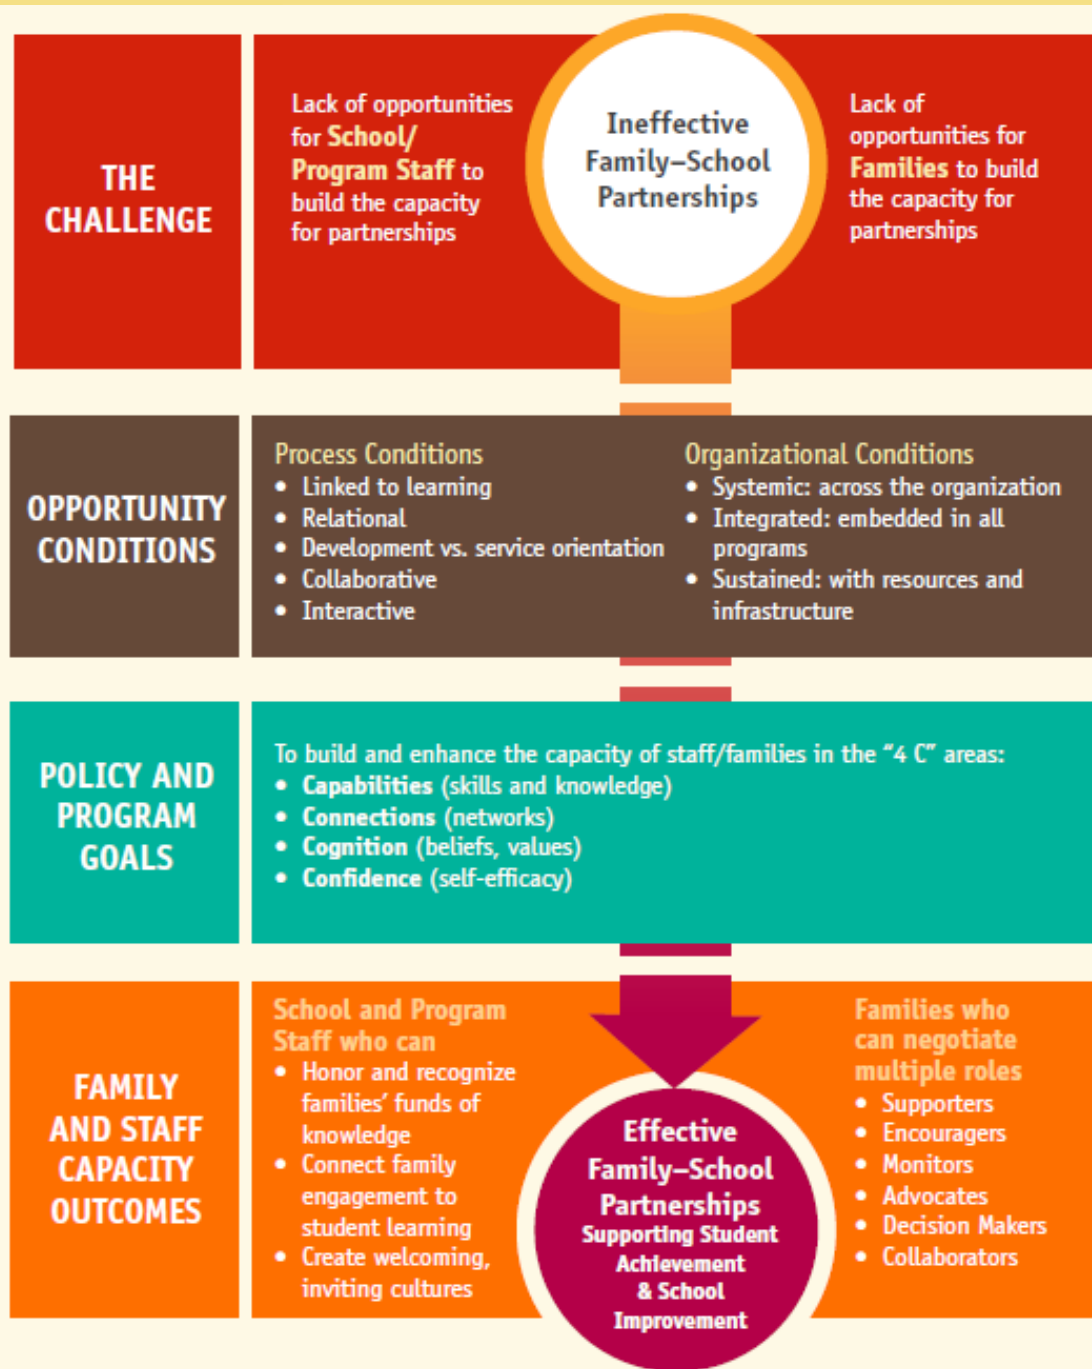 THE
CHALLENGE
Lack of opportunities
for School/
Program Staff to
build the capacity
for partnerships
Ineffective
Family–School
Partnerships
Lack of
opportunities for
Families to build
the capacity for
partnerships
OPPORTUNITY
CONDITIONS
Process Conditions
• Linked to learning
• Relational
• Development vs. service orientation
• Collaborative
• Interactive
Organizational Conditions
• Systemic: across the organization
• Integrated: embedded in all
programs
• Sustained: with resources and
infrastructure
POLICY AND
PROGRAM
GOALS
To build and enhance the capacity of staff/families in the “4 C” areas:
• Capabilities (skills and knowledge)
• Connections (networks)
• Cognition (beliefs, values)
• Confidence (self-efficacy)
FAMILY
AND STAFF
CAPACITY
OUTCOMES
School and Program
Staff who can
• Honor and recognize
families’ funds of
knowledge
• Connect family
engagement to
student learning
• Create welcoming,
inviting cultures
Effective
Family–School
Partnerships
Supporting Student
Achievement
& School
Improvement
Families who
can negotiate
multiple roles
• Supporters
• Encouragers
• Monitors
• Advocates
• Decision Makers
• Collaborators